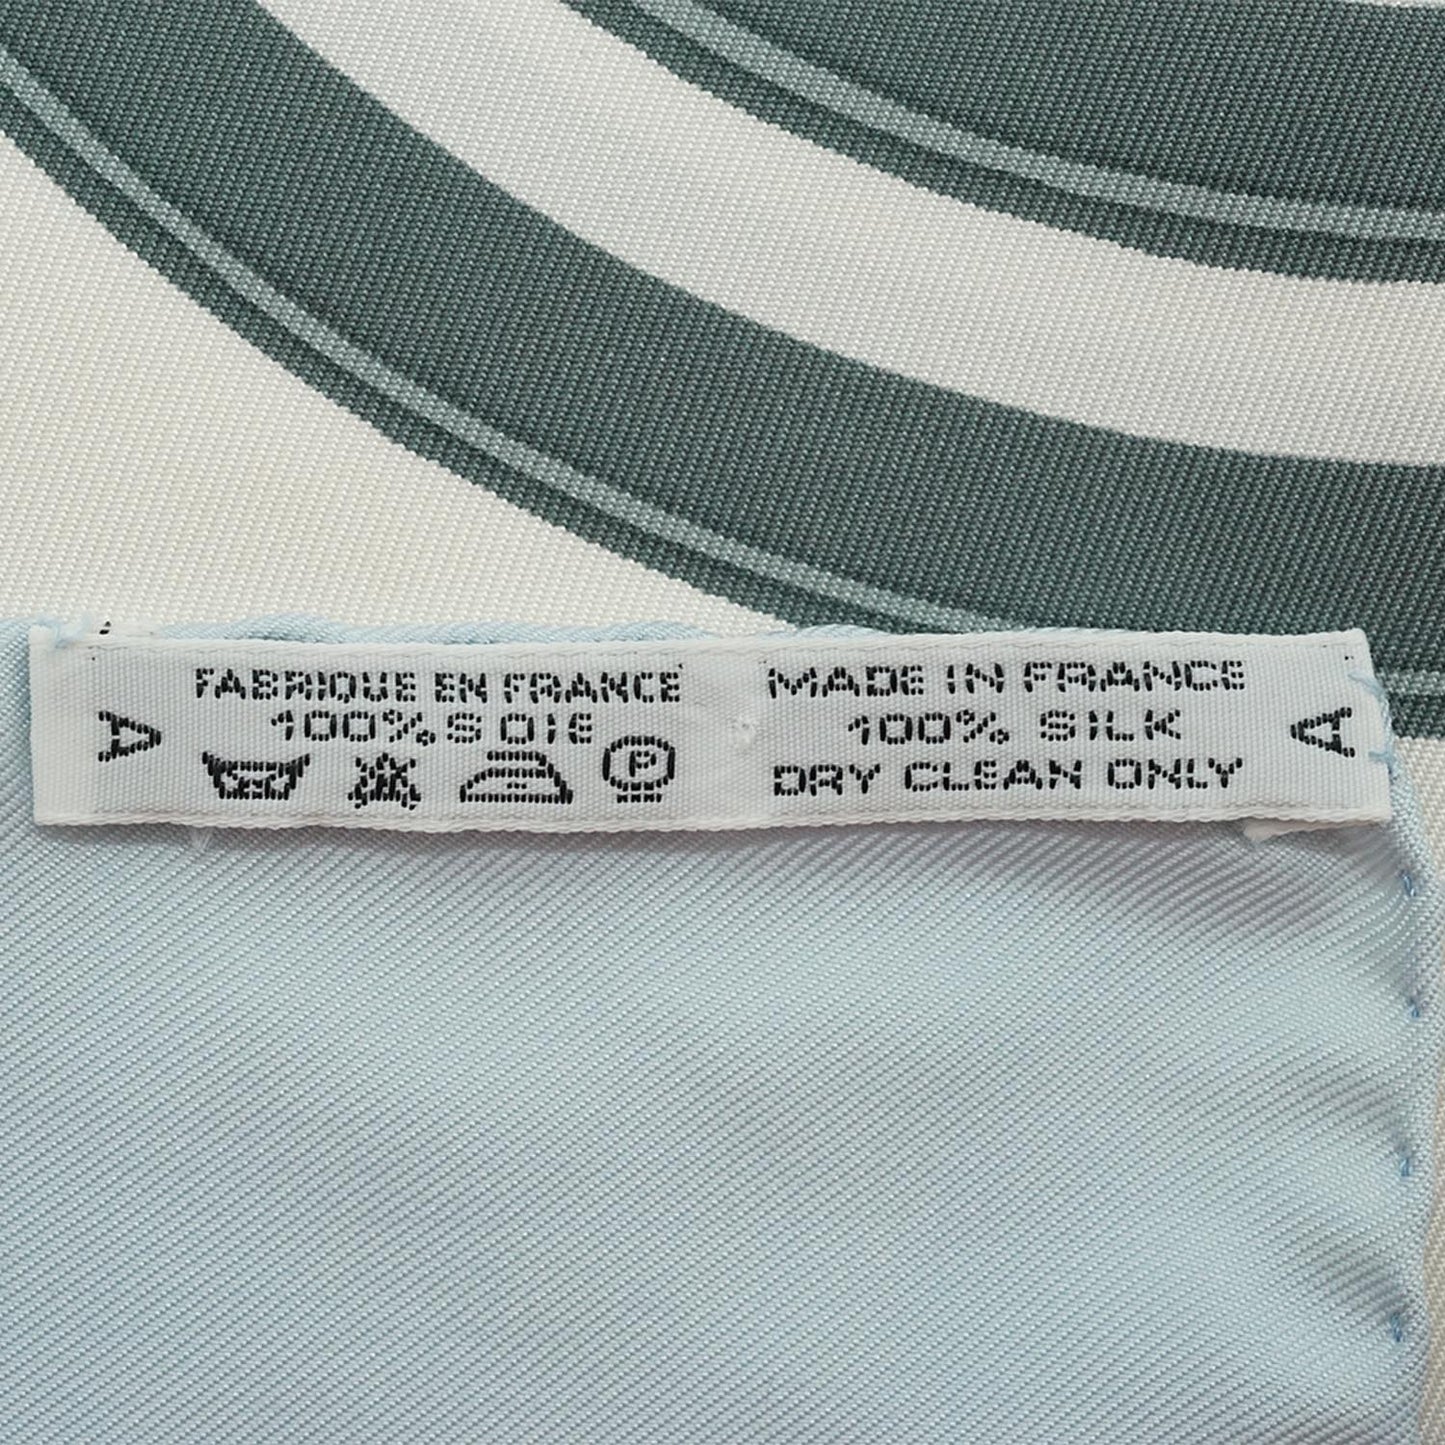 FABRIQUE EN FRANCE
100% SOIE
P
MADE IN FRANCE
100% SILK
DRY CLEAN ONLY
A
A